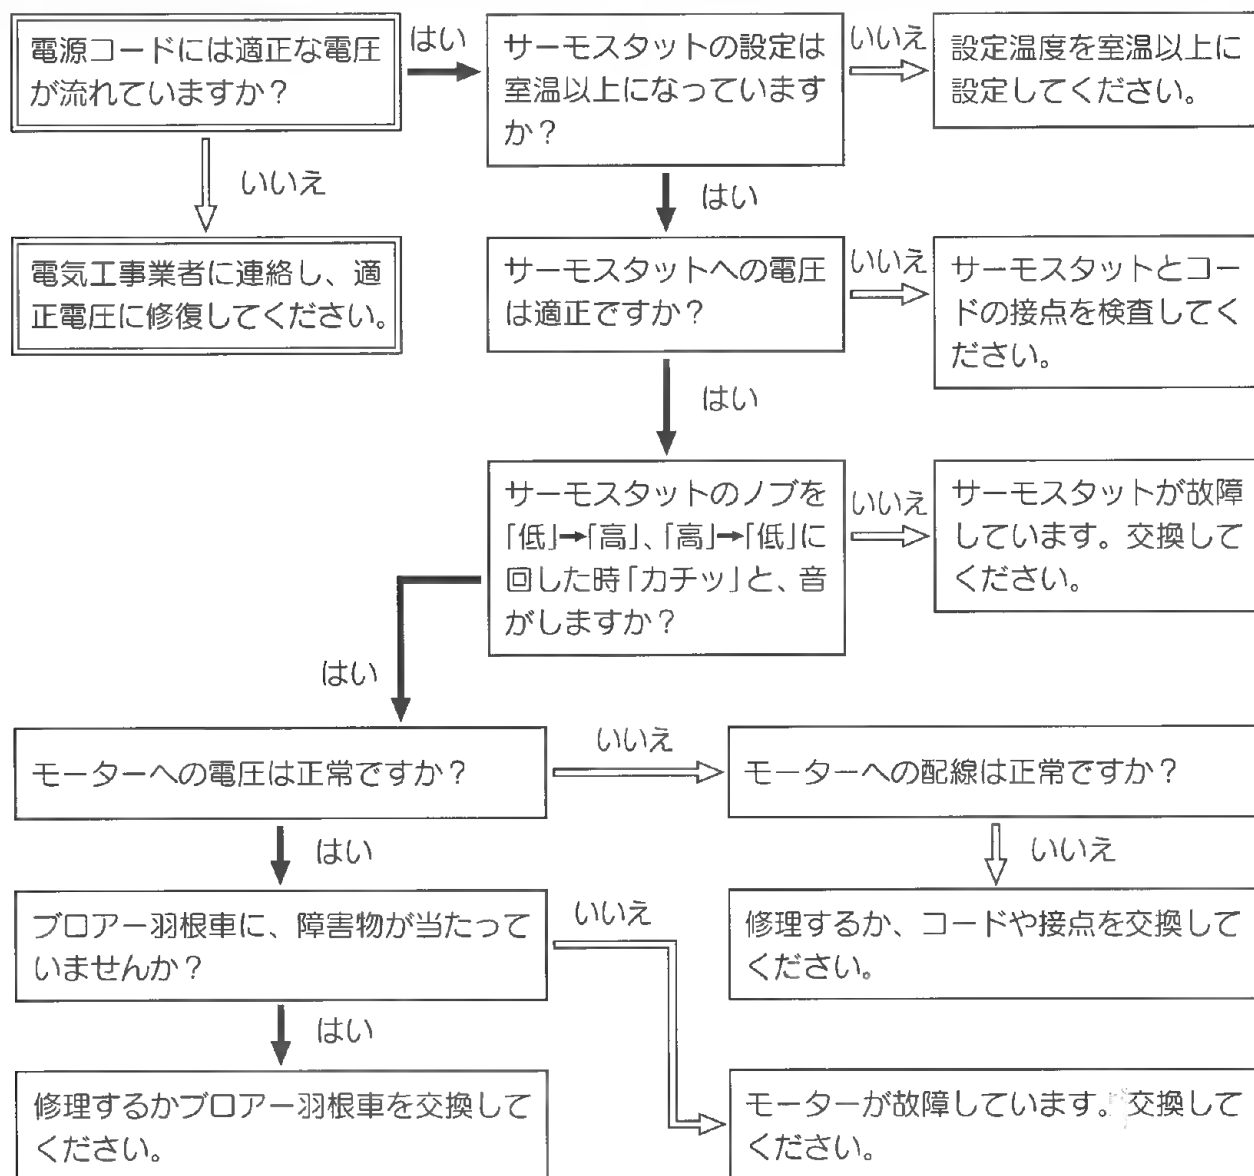 電源コードには適正な電圧
が流れていますか？
はい
サーモスタットの設定は
室温以上になっています
か？
いいえ
設定温度を室温以上に
設定してください。
いいえ
はい
電気工事業者に連絡し、適
正電圧に修復してください。
サーモスタットへの電圧
は適正ですか？
いいえ
サーモスタットとコー
ドの接点を検査してく
ださい。
はい
サーモスタットのノブを
「低」→「高」、「高」→「低」に
回した時「カチッ」と、音
がしますか？
いいえ
サーモスタットが故障
しています。交換して
ください。
はい
モーターへの電圧は正常ですか？
いいえ
モーターへの配線は正常ですか？
はい
いいえ
ブロアー羽根車に、障害物が当たって
いませんか？
いいえ
修理するか、コードや接点を交換して
ください。
はい
修理するかブロアー羽根車を交換して
ください。
モーターが故障しています。交換して
ください。